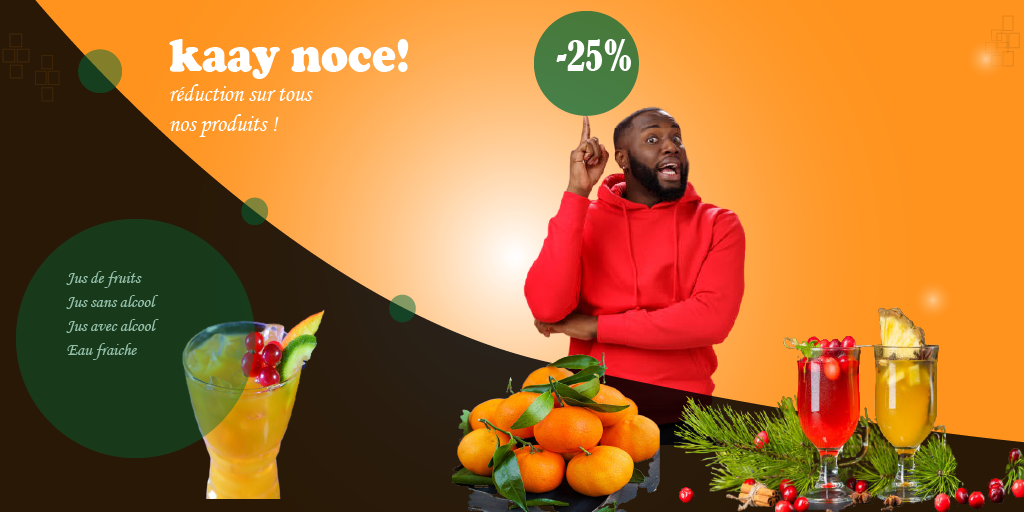 kaay noce!
réduction sur tous
nos produits !
-25%
Jus de fruits
Jus sans alcool
Jus avec alcool
Eau fraiche